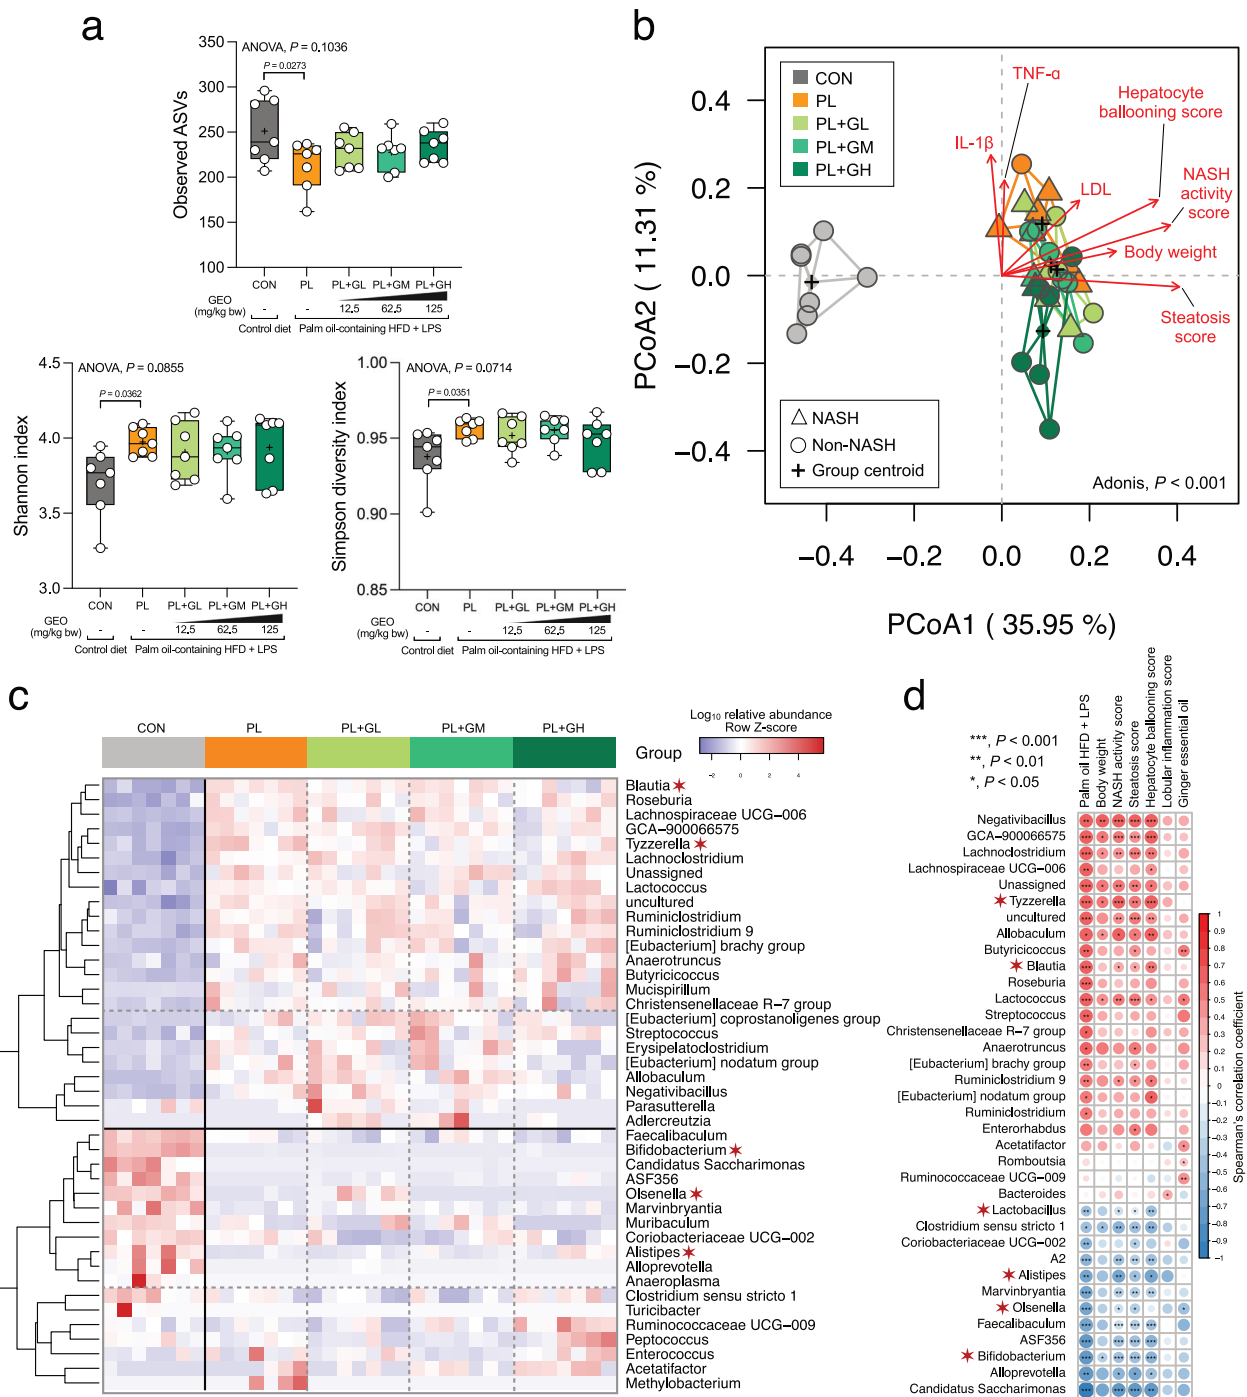 a
Observed ASVs
350
300
250
200
150
100
ANOVA, P = 0.1036
P = 0.0273
CON PL PL+GL PL+GM PL+GH
GEO (mg/kg bw) - - 12.5 62.5 125
Control diet Palm oil-containing HFD + LPS
Shannon index
4.5
4.0
3.5
3.0
ANOVA, P = 0.0855
P = 0.0362
CON PL PL+GL PL+GM PL+GH
GEO (mg/kg bw) - - 12.5 62.5 125
Control diet Palm oil-containing HFD + LPS
Simpson diversity index
1.00
0.95
0.90
0.85
ANOVA, P = 0.0714
P = 0.0351
CON PL PL+GL PL+GM PL+GH
GEO (mg/kg bw) - - 12.5 62.5 125
Control diet Palm oil-containing HFD + LPS
b
PCoA2 ( 11.31 %)
0.4
0.2
0.0
−0.2
−0.4
CON
PL
PL+GL
PL+GM
PL+GH
TNF-α
IL-1β
Hepatocyte
ballooning score
LDL
NASH
activity
score
Body weight
Steatosis
score
NASH
Non-NASH
Group centroid
Adonis, P < 0.001
−0.4 −0.2 0.0 0.2 0.4
PCoA1 ( 35.95 %)
c
CON PL PL+GL PL+GM PL+GH
Group
Log₁₀ relative abundance
Row Z-score
−2 0 2 4
Blautia
Roseburia
Lachnospiraceae UCG−006
GCA−900066575
Tyzzerella
Lachnoclostridium
Unassigned
Lactococcus
uncultured
Ruminiclostridium
Ruminiclostridium 9
[Eubacterium] brachy group
Anaerotruncus
Butyricicoccus
Mucispirillum
Christensenellaceae R−7 group
[Eubacterium] coprostanoligenes group
Streptococcus
Erysipelatoclostridium
[Eubacterium] nodatum group
Allobaculum
Negativibacillus
Parasutterella
Adlercreutzia
Faecalibaculum
Bifidobacterium
Candidatus Saccharimonas
ASF356
Olsenella
Marvinbryantia
Muribaculum
Coriobacteriaceae UCG−002
Alistipes
Alloprevotella
Anaeroplasma
Clostridium sensu stricto 1
Turicibacter
Ruminococcaceae UCG−009
Peptococcus
Enterococcus
Acetatifactor
Methylobacterium
d
***, P < 0.001
**, P < 0.01
*, P < 0.05
Palm oil HFD + LPS
Body weight
NASH activity score
Steatosis score
Hepatocyte ballooning score
Lobular inflammation score
Ginger essential oil
Negativibacillus
GCA−900066575
Lachnoclostridium
Lachnospiraceae UCG−006
Unassigned
Tyzzerella
uncultured
Allobaculum
Butyricicoccus
Blautia
Roseburia
Lactococcus
Streptococcus
Christensenellaceae R−7 group
Anaerotruncus
[Eubacterium] brachy group
Ruminiclostridium 9
[Eubacterium] nodatum group
Ruminiclostridium
Enterorhabdus
Acetatifactor
Romboutsia
Ruminococcaceae UCG−009
Bacteroides
Lactobacillus
Clostridium sensu stricto 1
Coriobacteriaceae UCG−002
A2
Alistipes
Marvinbryantia
Olsenella
Faecalibaculum
ASF356
Bifidobacterium
Alloprevotella
Candidatus Saccharimonas
1
0.9
0.8
0.7
0.6
0.5
0.4
0.3
0.2
0.1
0
−0.1
−0.2
−0.3
−0.4
−0.5
−0.6
−0.7
−0.8
−0.9
−1
Spearman's correlation coefficient